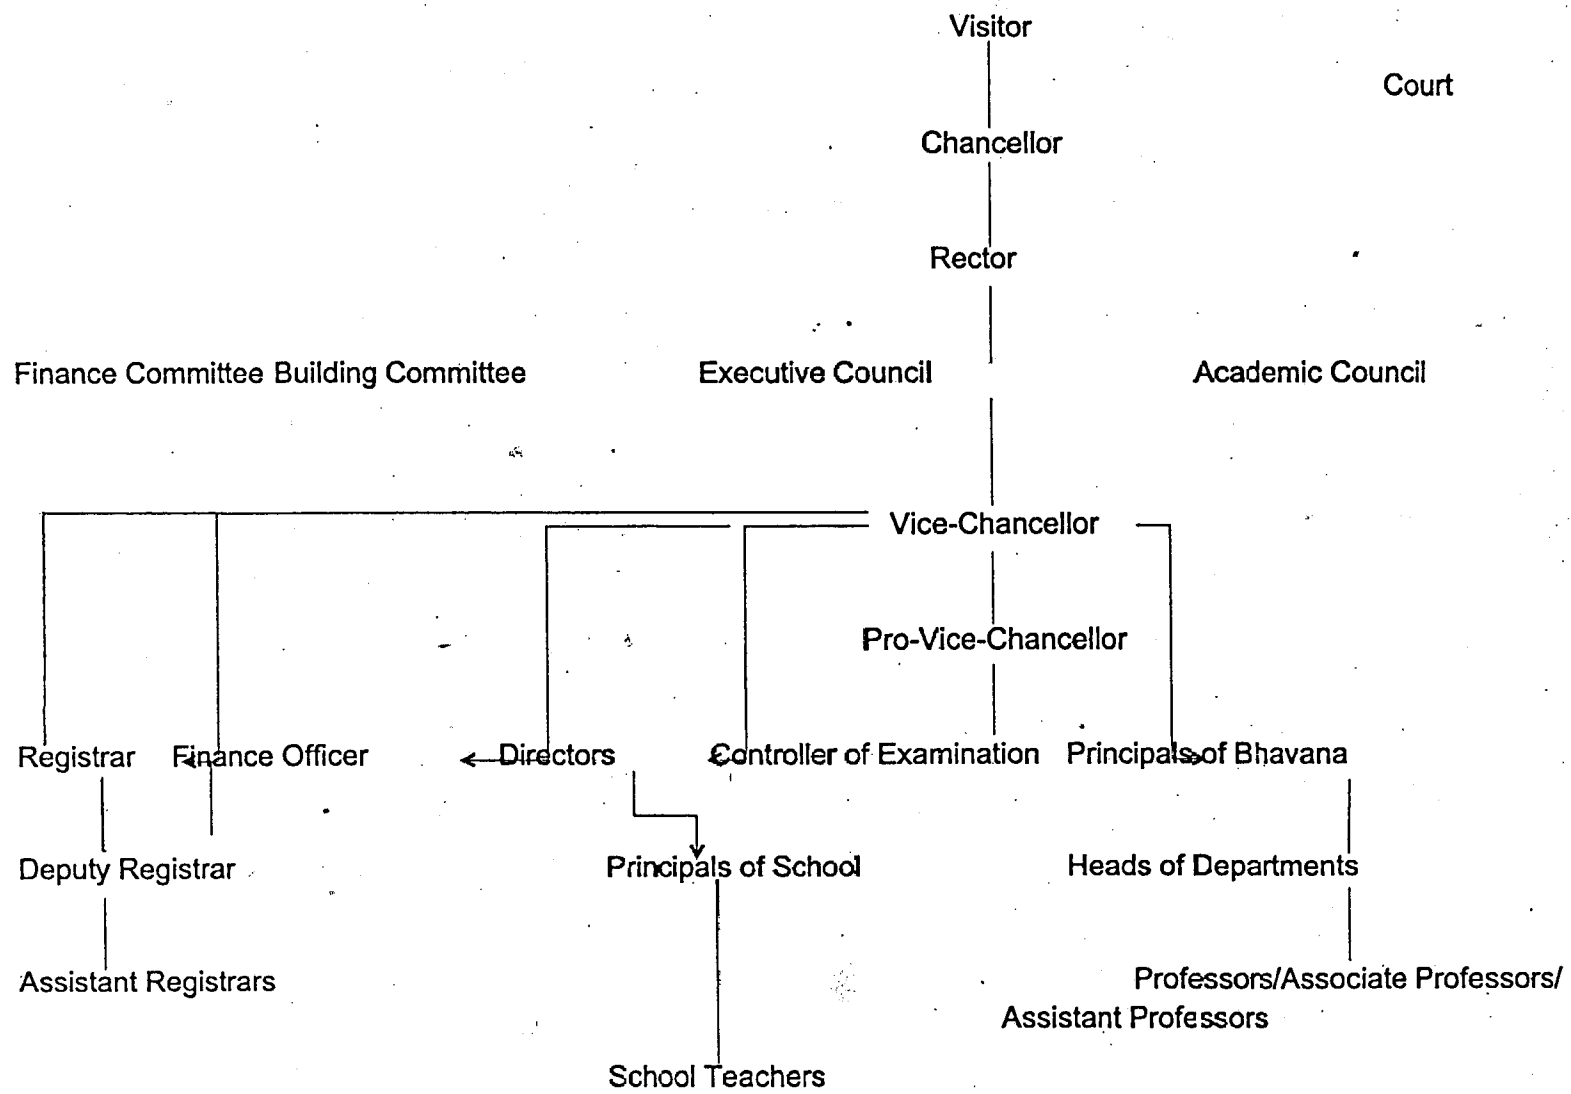 Visitor
Court
Chancellor
Rector
Finance Committee Building Committee
Executive Council
Academic Council
Vice-Chancellor
Pro-Vice-Chancellor
Registrar
Finance Officer
Directors
Controller of Examination
Principals of Bhavana
Deputy Registrar
Principals of School
Heads of Departments
Assistant Registrars
Professors/Associate Professors/
Assistant Professors
School Teachers